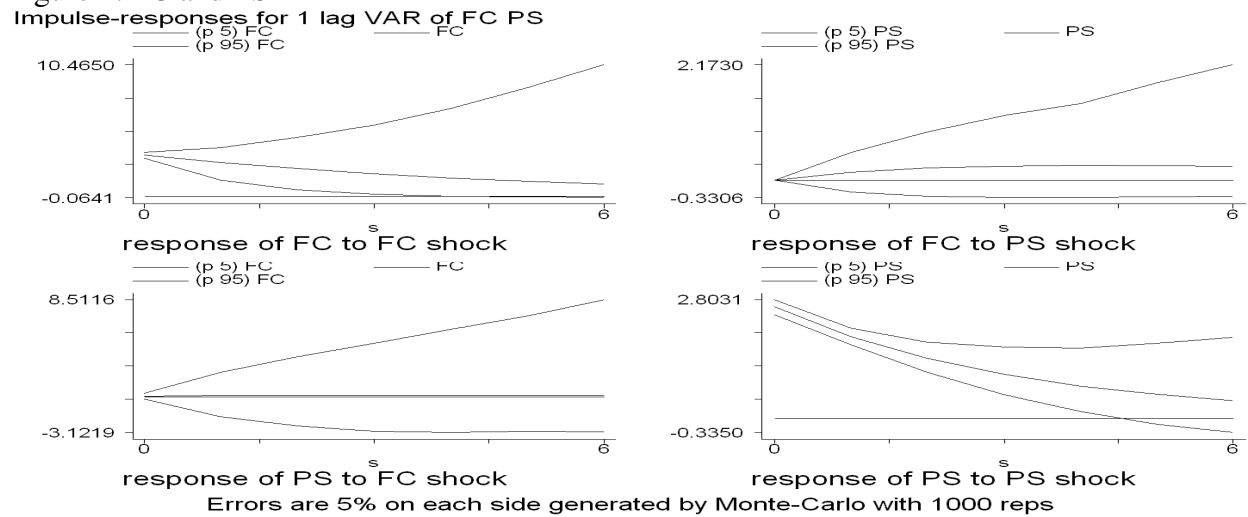 Impulse-responses for 1 lag VAR of FC PS
(p 5) FC FC
(p 95) FC
10.4650
-0.0641
0 s 6
response of FC to FC shock
(p 5) PS PS
(p 95) PS
2.1730
-0.3306
0 s 6
response of FC to PS shock
(p 5) FC FC
(p 95) FC
8.5116
-3.1219
0 s 6
response of PS to FC shock
(p 5) PS PS
(p 95) PS
2.8031
-0.3350
0 s 6
response of PS to PS shock
Errors are 5% on each side generated by Monte-Carlo with 1000 reps